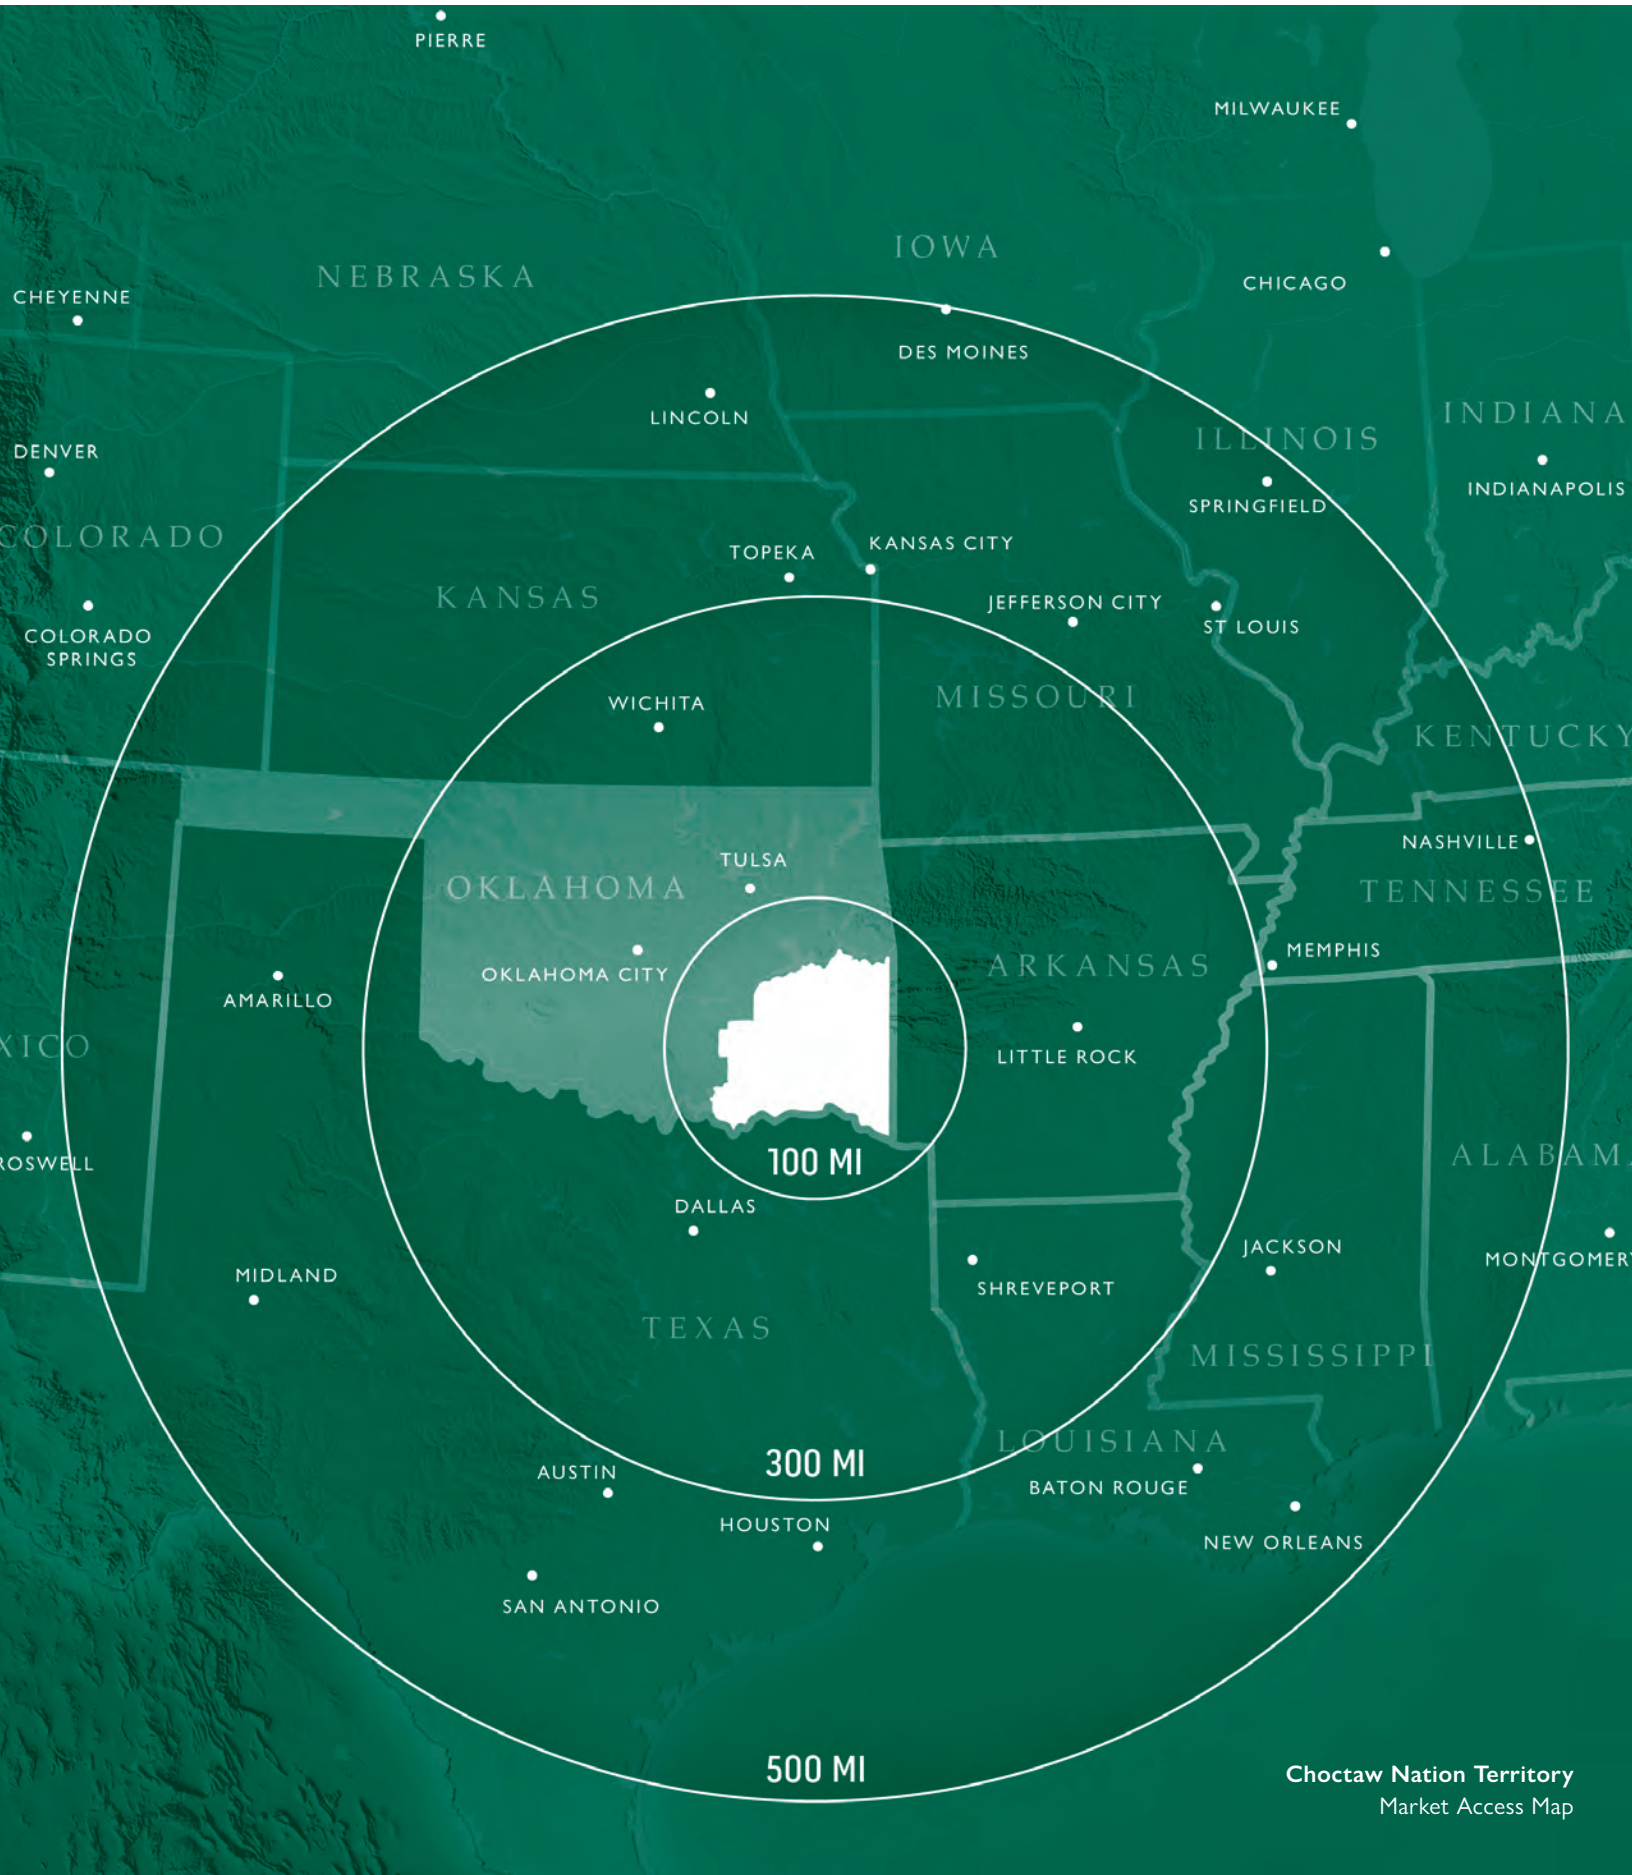 PIERRE
MILWAUKEE
IOWA
NEBRASKA
CHICAGO
CHEYENNE
DES MOINES
LINCOLN
INDIANA
ILLINOIS
DENVER
INDIANAPOLIS
SPRINGFIELD
COLORADO
KANSAS CITY
TOPEKA
KANSAS
JEFFERSON CITY
ST LOUIS
COLORADO
SPRINGS
MISSOURI
WICHITA
KENTUCKY
NASHVILLE
TULSA
OKLAHOMA
TENNESSEE
MEMPHIS
ARKANSAS
OKLAHOMA CITY
AMARILLO
XICO
LITTLE ROCK
ALABAMA
100 MI
ROSWELL
DALLAS
JACKSON
MONTGOMERY
MIDLAND
SHREVEPORT
TEXAS
MISSISSIPPI
LOUISIANA
300 MI
AUSTIN
BATON ROUGE
HOUSTON
NEW ORLEANS
SAN ANTONIO
500 MI
Choctaw Nation Territory
Market Access Map